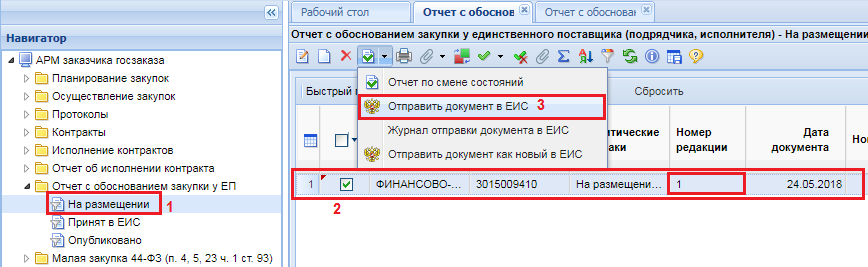 Рабочий стол
Отчет с обоснов
Отчет с обоснован
Навигатор
АРМ заказчика госзаказа
Планирование закупок
Осуществление закупок
Протоколы
Контракты
Исполнение контрактов
Отчет об исполнении контракта
Отчет с обоснованием закупки у ЕП
На размещении 1
Принят в ЕИС
Опубликовано
Малая закупка 44-ФЗ (п. 4, 5, 23 ч. 1 ст. 93)
Отчет с обоснованием закупки у единственного поставщика (подрядчика, исполнителя) - На размещении
Быстрый
Сбросить
Отчет по смене состояний
Отправить документ в ЕИС 3
Журнал отправки документа в ЕИС
Отправить документ как новый в ЕИС
итические
аки
Номер
редакции
Дата
документа
Но
1 ФИНАНСОВО-... 3015009410 На размещени... 1 24.05.2018
2